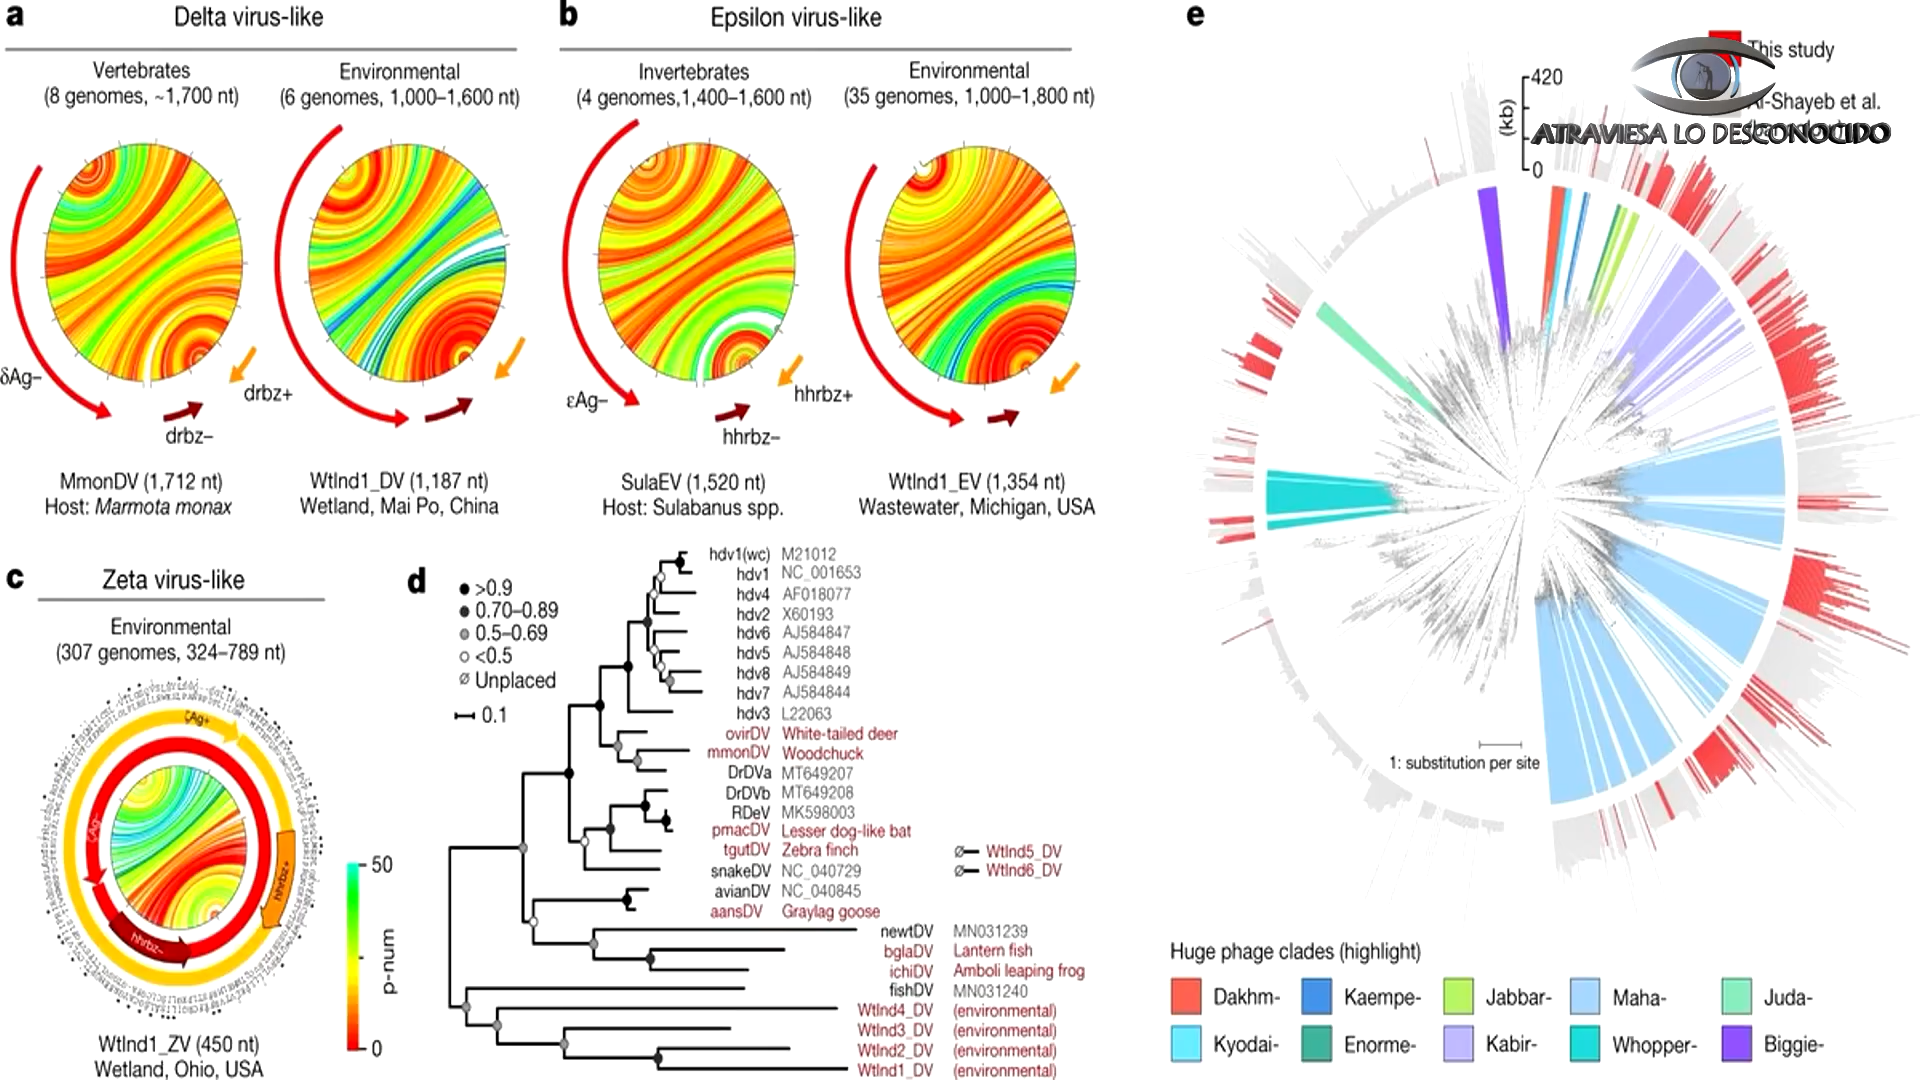 a
Delta virus-like
Vertebrates
(8 genomes, ~1,700 nt)
Environmental
(6 genomes, 1,000–1,600 nt)
δAg–
drbz+
drbz–
MmonDV (1,712 nt)
Host: Marmota monax
WtInd1_DV (1,187 nt)
Wetland, Mai Po, China
b
Epsilon virus-like
Invertebrates
(4 genomes,1,400–1,600 nt)
Environmental
(35 genomes, 1,000–1,800 nt)
εAg–
hhrbz+
hhrbz–
SulaEV (1,520 nt)
Host: Sulabanus spp.
WtInd1_EV (1,354 nt)
Wastewater, Michigan, USA
c
Zeta virus-like
Environmental
(307 genomes, 324–789 nt)
ζAg+
ζAg–
hhrbz+
hhrbz–
WtInd1_ZV (450 nt)
Wetland, Ohio, USA
50
p-num
0
d
>0.9
0.70–0.89
0.5–0.69
<0.5
Unplaced
0.1
hdv1(wc) M21012
hdv1 NC_001653
hdv4 AF018077
hdv2 X60193
hdv6 AJ584847
hdv5 AJ584848
hdv8 AJ584849
hdv7 AJ584844
hdv3 L22063
ovirDV White-tailed deer
mmonDV Woodchuck
DrDVa MT649207
DrDVb MT649208
RDeV MK598003
pmacDV Lesser dog-like bat
tgutDV Zebra finch
snakeDV NC_040729
avianDV NC_040845
aansDV Graylag goose
newtDV MN031239
bglaDV Lantern fish
ichiDV Amboli leaping frog
fishDV MN031240
WtInd4_DV (environmental)
WtInd3_DV (environmental)
WtInd2_DV (environmental)
WtInd1_DV (environmental)
WtInd5_DV
WtInd6_DV
e
This study
Al-Shayeb et al.
ATRAVIESA LO DESCONOCIDO
420
(kb)
0
1: substitution per site
Huge phage clades (highlight)
Dakhm- Kaempe- Jabbar- Maha- Juda-
Kyodai- Enorme- Kabir- Whopper- Biggie-